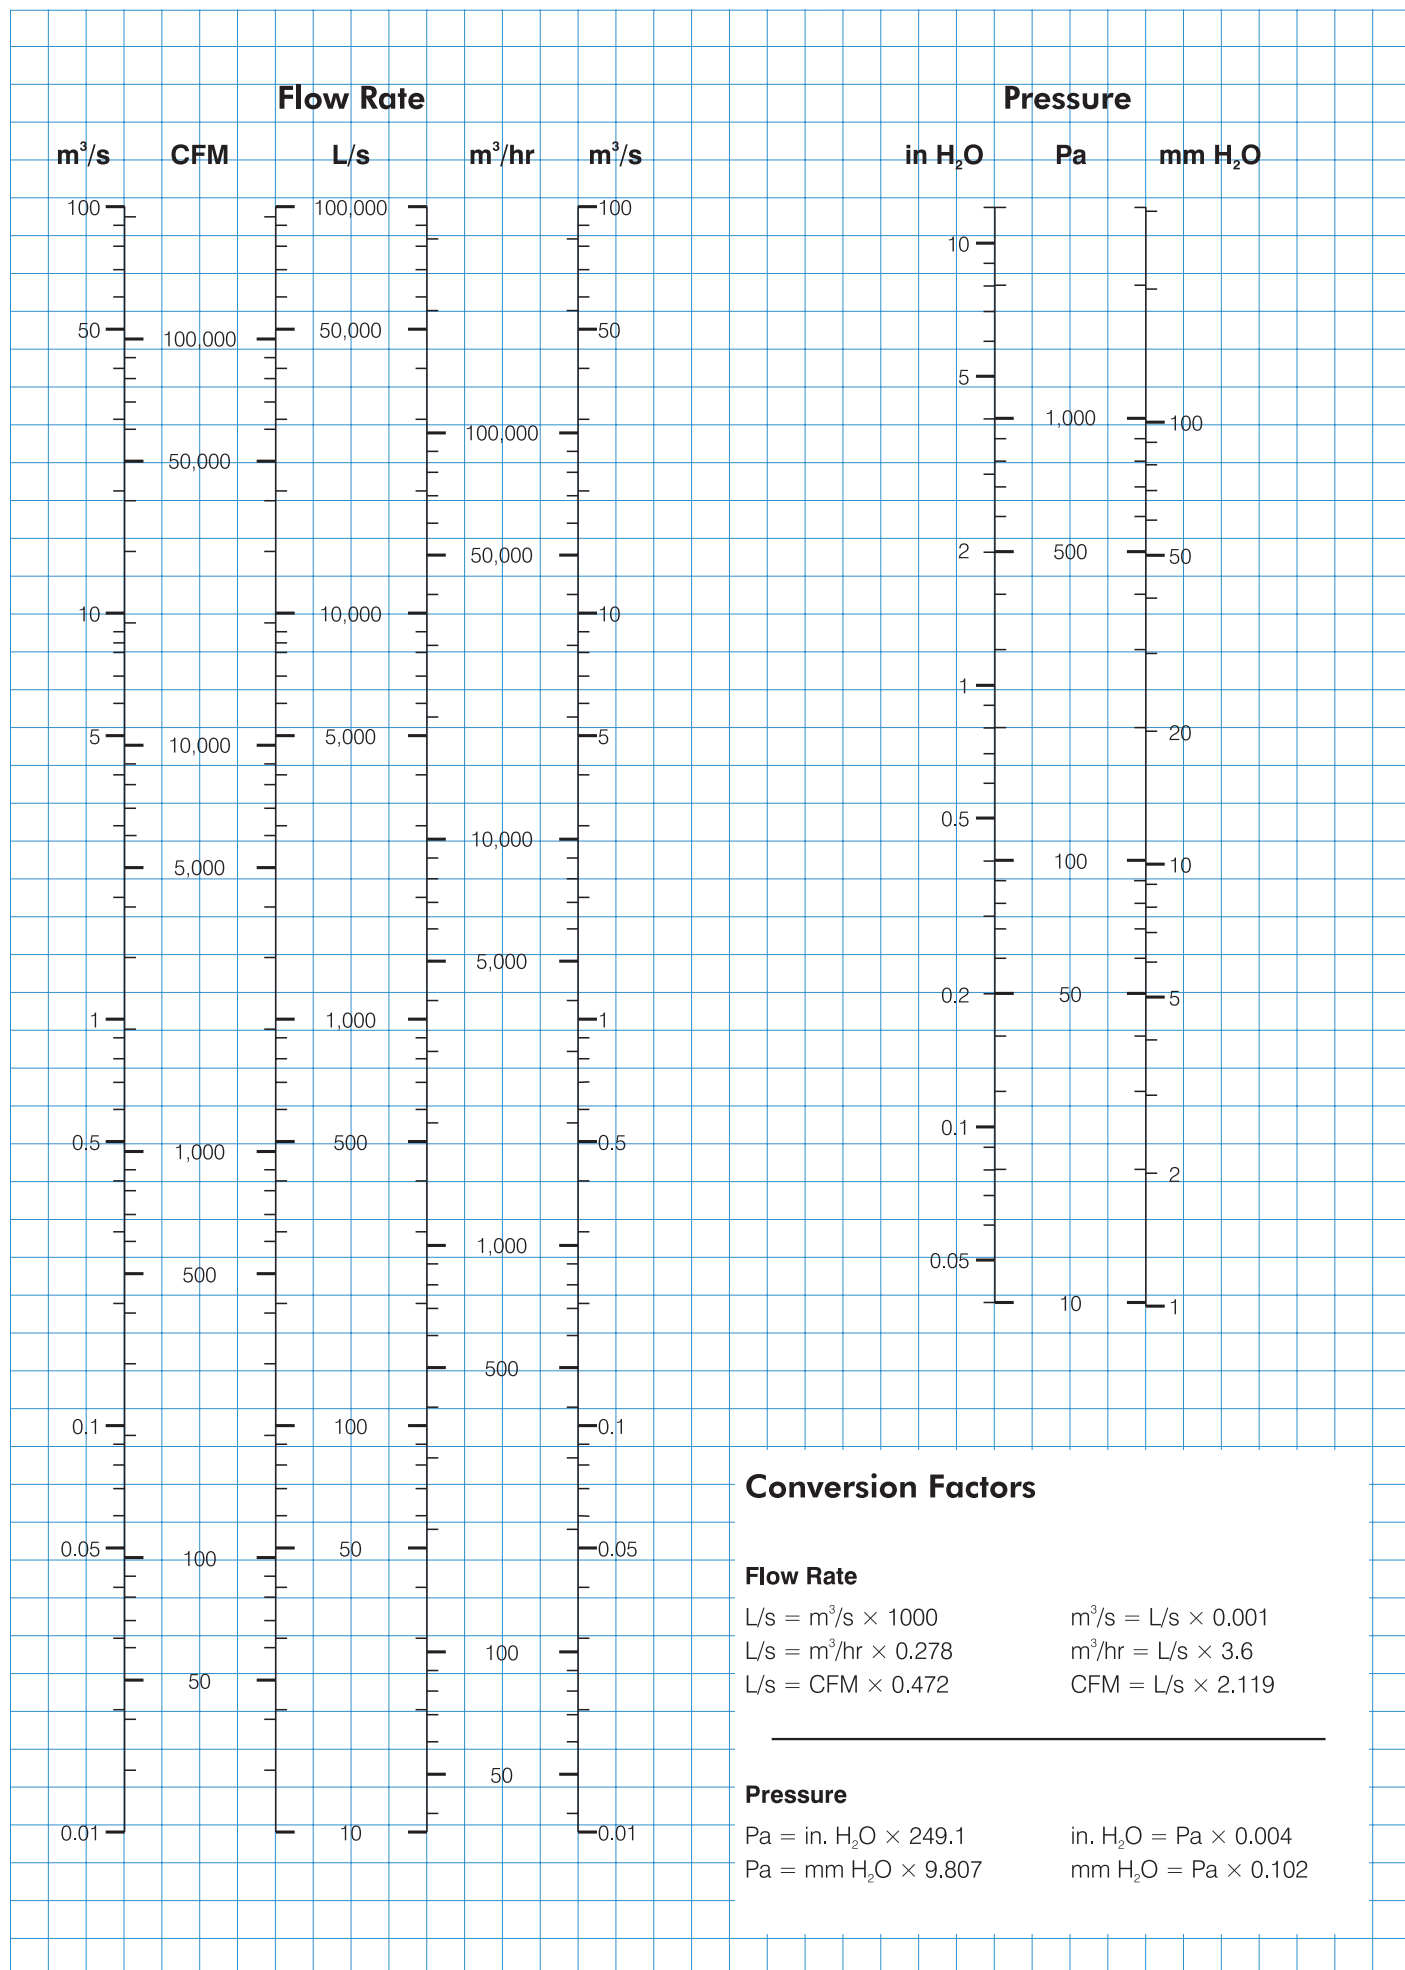 Flow Rate Pressure
m³/s CFM L/s m³/hr m³/s in H₂O Pa mm H₂O
100 100,000 100
10
50 100,000 50,000 50
5
1,000 100
100,000
50,000
2 500 50
50,000
10 10,000 10
1
20
5 10,000 5,000 5
0.5
10,000
100 10
5,000
5,000
0.2 50 5
1 1,000 1
0.1
0.5 1,000 500 0.5
2
1,000
0.05
500
10 1
500
0.1 100 0.1
Conversion Factors
0.05 100 50 0.05
Flow Rate
L/s = m³/s × 1000 m³/s = L/s × 0.001
L/s = m³/hr × 0.278 m³/hr = L/s × 3.6
100
L/s = CFM × 0.472 CFM = L/s × 2.119
50
50
Pressure
0.01 10 0.01
Pa = in. H₂O × 249.1 in. H₂O = Pa × 0.004
Pa = mm H₂O × 9.807 mm H₂O = Pa × 0.102